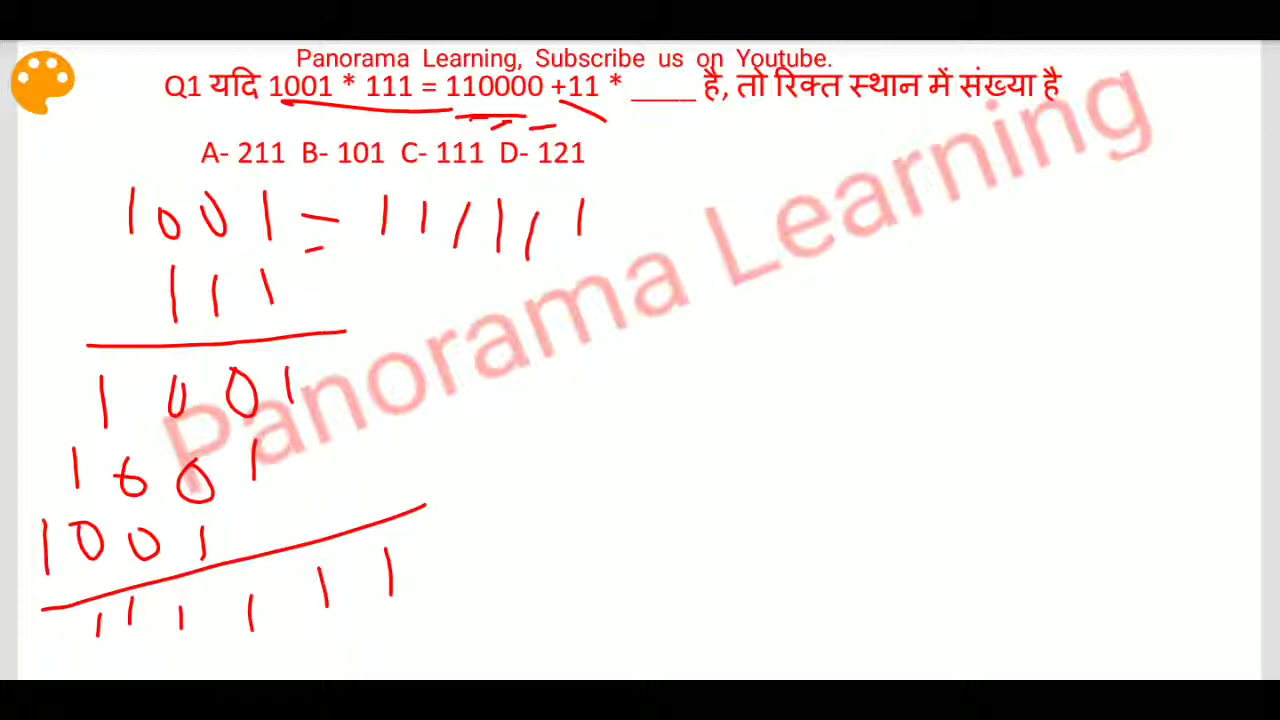 Panorama Learning, Subscribe us on Youtube.
Q1 यदि 1001 * 111 = 110000 +11 * ____ है, तो रिक्त स्थान में संख्या है
A- 211 B- 101 C- 111 D- 121
1001 = 111111
111
1001
1001
1001
111111
Panorama Learning